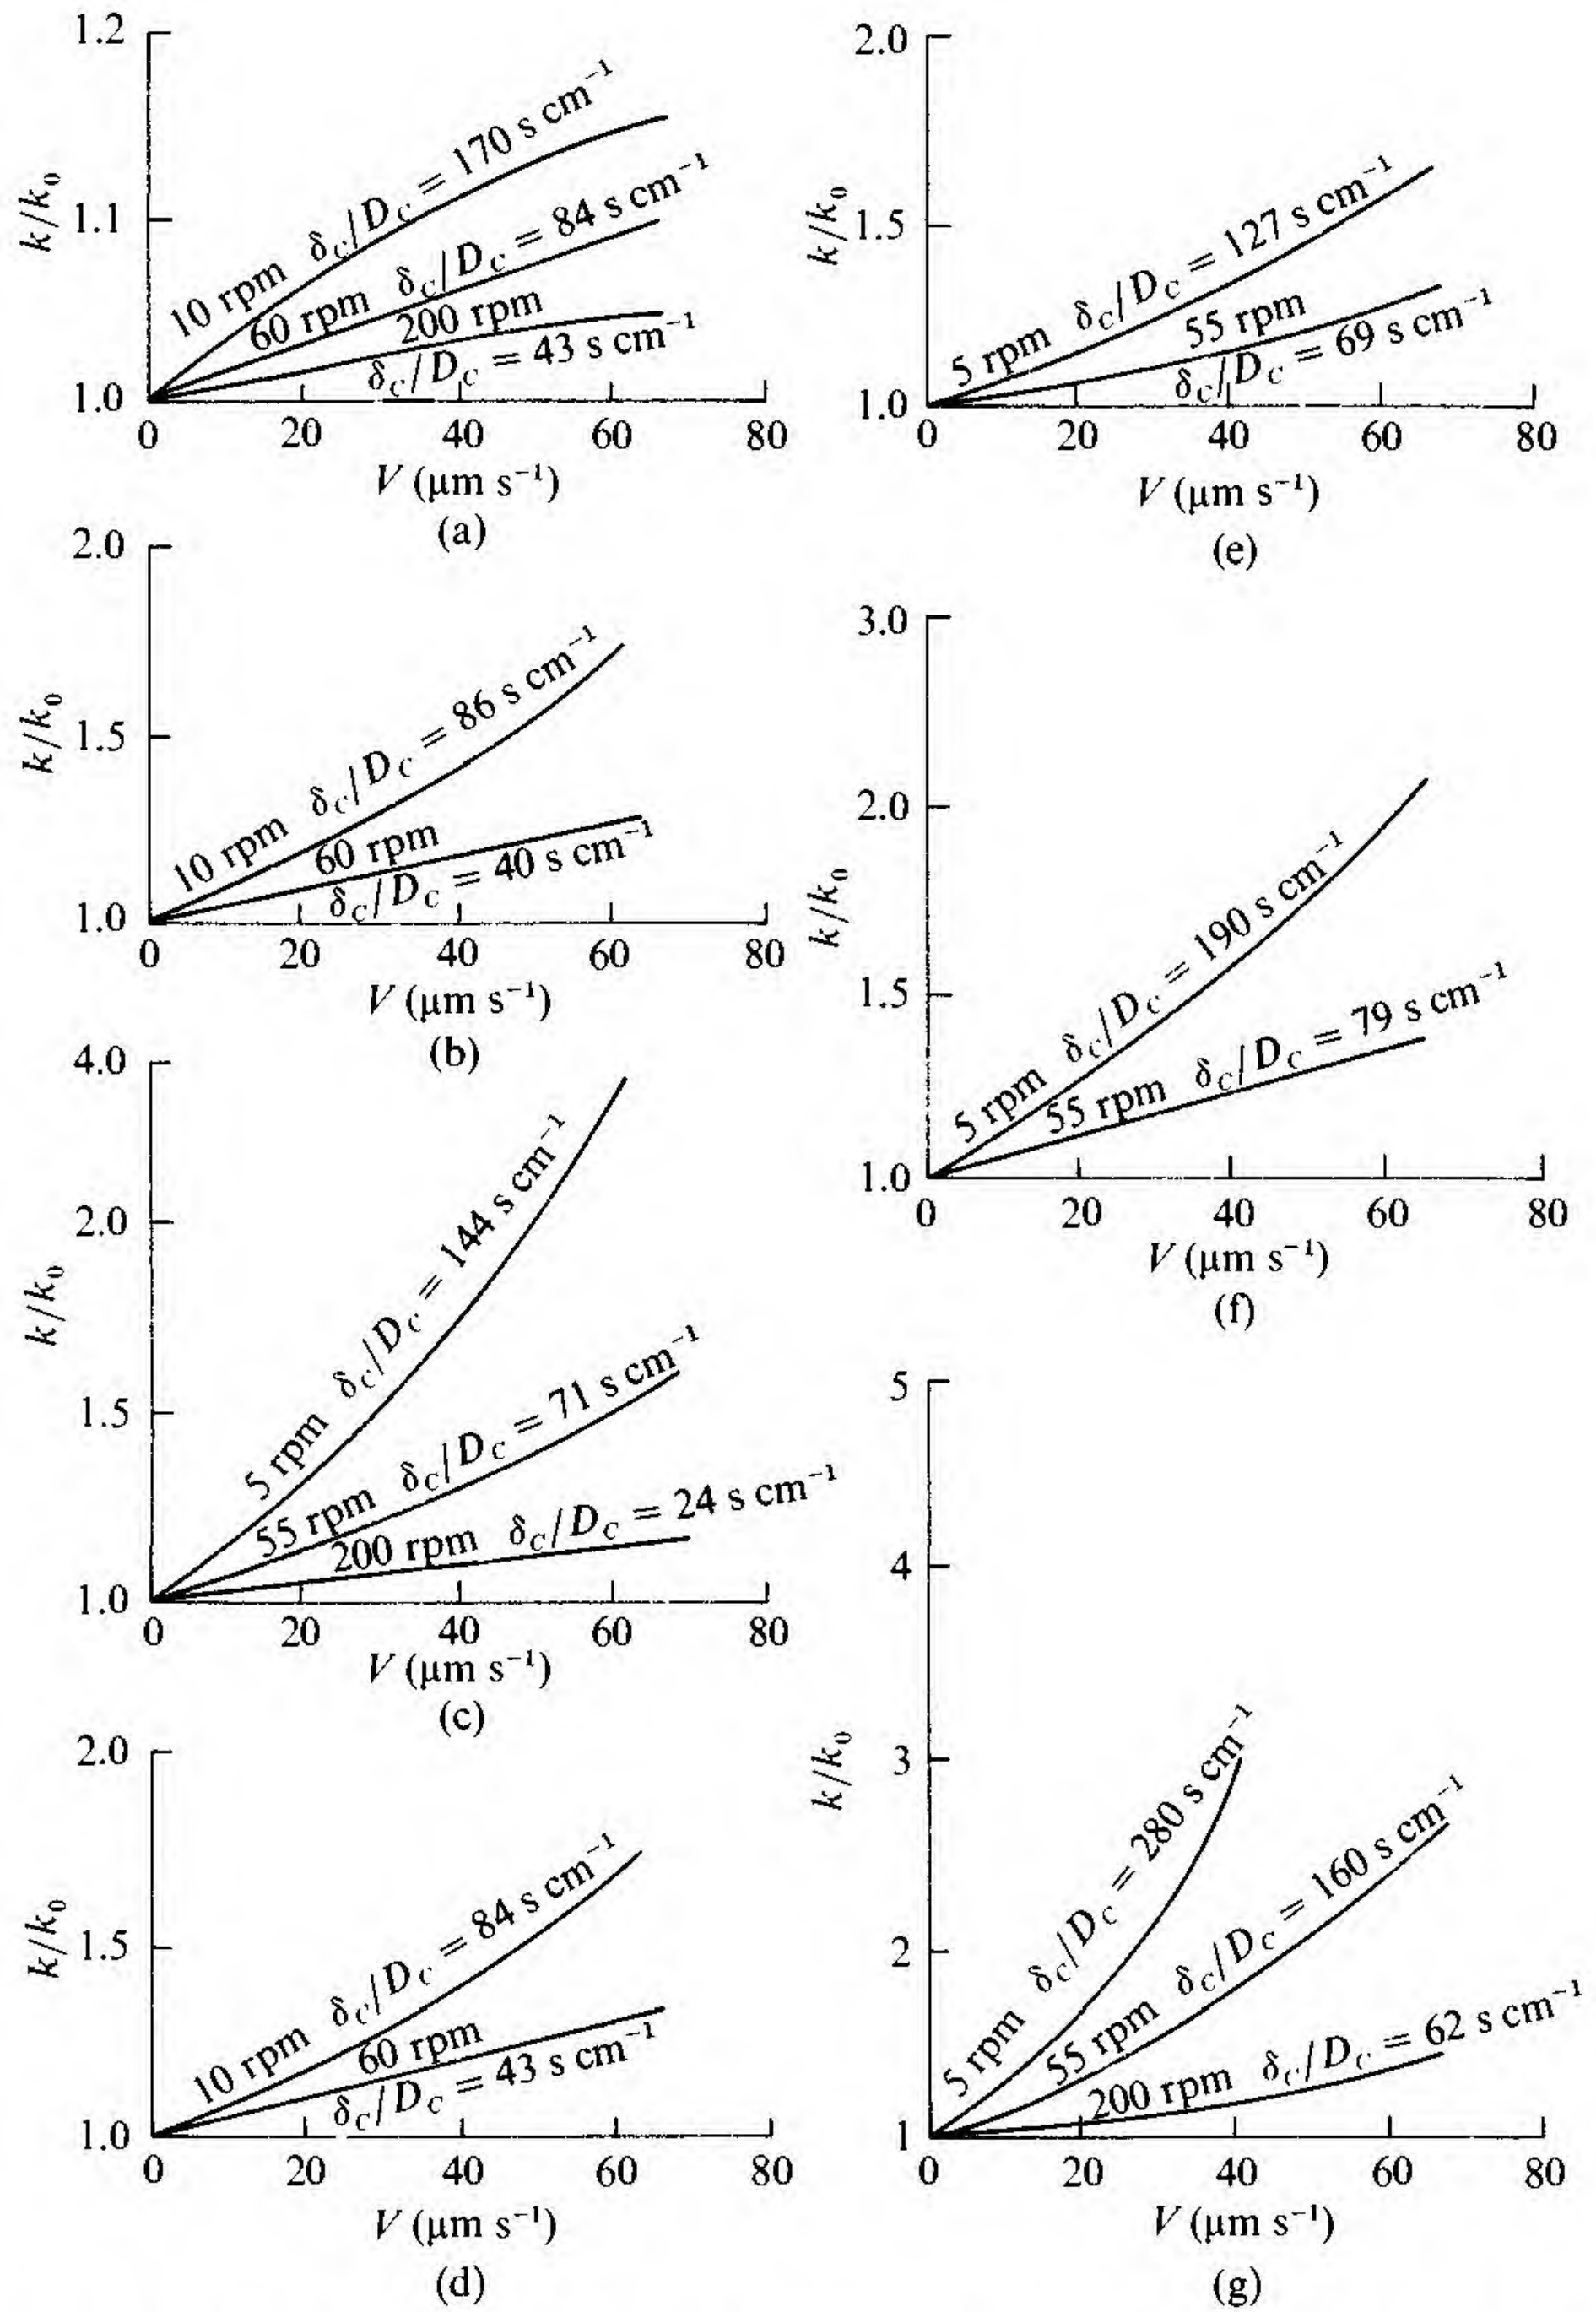 1.2
1.1
1.0
k/k₀
10 rpm δ_C/D_C = 170 s cm⁻¹
60 rpm δ_C/D_C = 84 s cm⁻¹
200 rpm
δ_C/D_C = 43 s cm⁻¹
0 20 40 60 80
V (μm s⁻¹)
(a)
2.0
1.5
1.0
k/k₀
10 rpm δ_C/D_C = 86 s cm⁻¹
60 rpm
δ_C/D_C = 40 s cm⁻¹
0 20 40 60 80
V (μm s⁻¹)
(b)
4.0
2.0
1.5
1.0
k/k₀
5 rpm δ_C/D_C = 144 s cm⁻¹
55 rpm δ_C/D_C = 71 s cm⁻¹
200 rpm δ_C/D_C = 24 s cm⁻¹
0 20 40 60 80
V (μm s⁻¹)
(c)
2.0
1.5
1.0
k/k₀
10 rpm δ_C/D_C = 84 s cm⁻¹
60 rpm
δ_C/D_C = 43 s cm⁻¹
0 20 40 60 80
V (μm s⁻¹)
(d)
2.0
1.5
1.0
k/k₀
5 rpm δ_C/D_C = 127 s cm⁻¹
55 rpm
δ_C/D_C = 69 s cm⁻¹
0 20 40 60 80
V (μm s⁻¹)
(e)
3.0
2.0
1.5
1.0
k/k₀
5 rpm δ_C/D_C = 190 s cm⁻¹
55 rpm δ_C/D_C = 79 s cm⁻¹
0 20 40 60 80
V (μm s⁻¹)
(f)
5
4
3
2
1
k/k₀
5 rpm δ_C/D_C = 280 s cm⁻¹
55 rpm δ_C/D_C = 160 s cm⁻¹
200 rpm δ_C/D_C = 62 s cm⁻¹
0 20 40 60 80
V (μm s⁻¹)
(g)